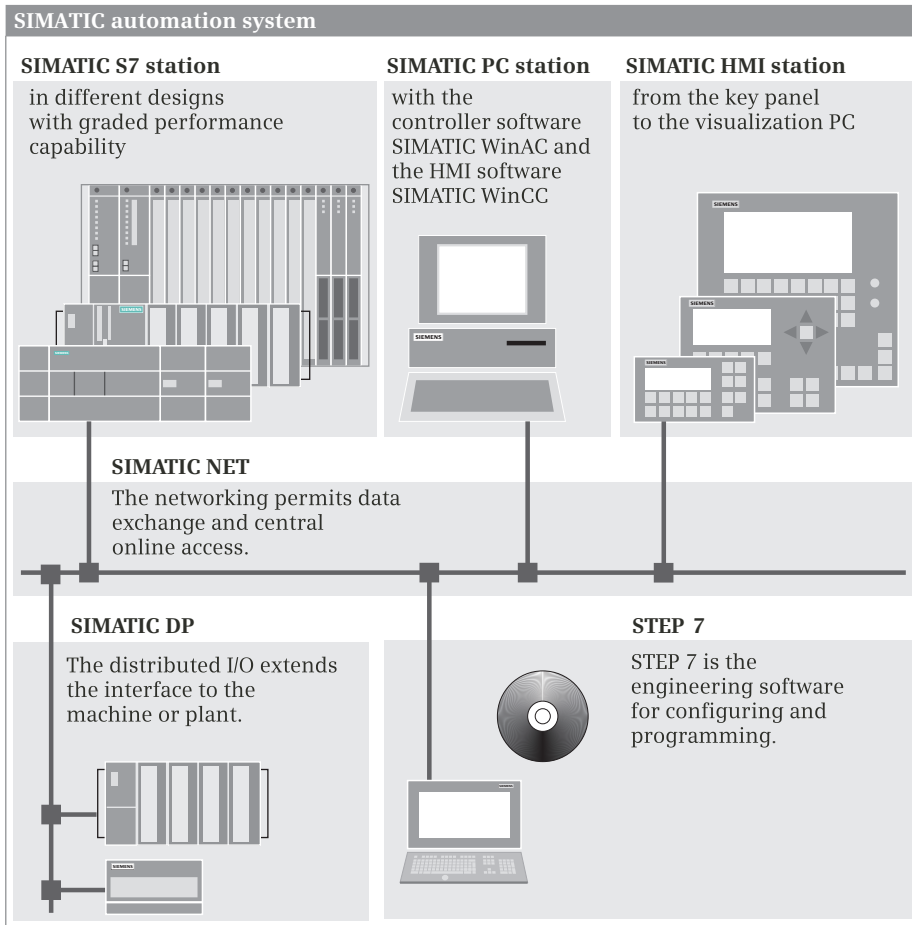 SIMATIC automation system
SIMATIC S7 station
in different designs
with graded performance
capability
SIEMENS
SIEMENS
SIMATIC PC station
with the
controller software
SIMATIC WinAC and
the HMI software
SIMATIC WinCC
SIEMENS
SIMATIC HMI station
from the key panel
to the visualization PC
SIEMENS
SIEMENS
SIEMENS
SIMATIC NET
The networking permits data
exchange and central
online access.
SIMATIC DP
The distributed I/O extends
the interface to the
machine or plant.
SIEMENS
STEP 7
STEP 7 is the
engineering software
for configuring and
programming.
SIEMENS